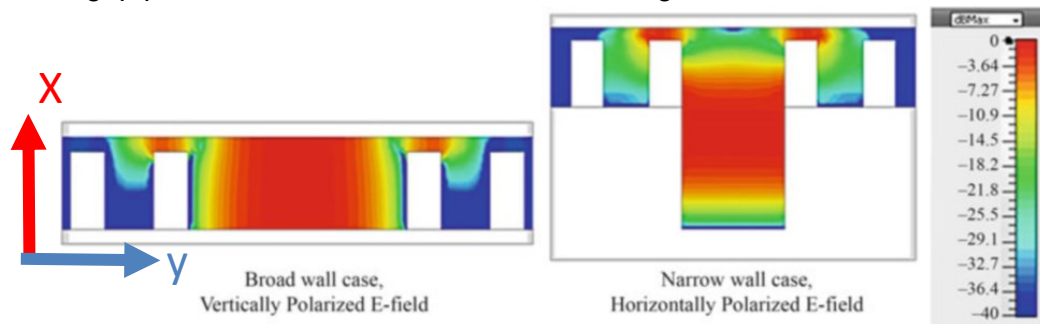 X
y
Broad wall case,
Vertically Polarized E-field
Narrow wall case,
Horizontally Polarized E-field
dBMax
0
−3.64
−7.27
−10.9
−14.5
−18.2
−21.8
−25.5
−29.1
−32.7
−36.4
−40